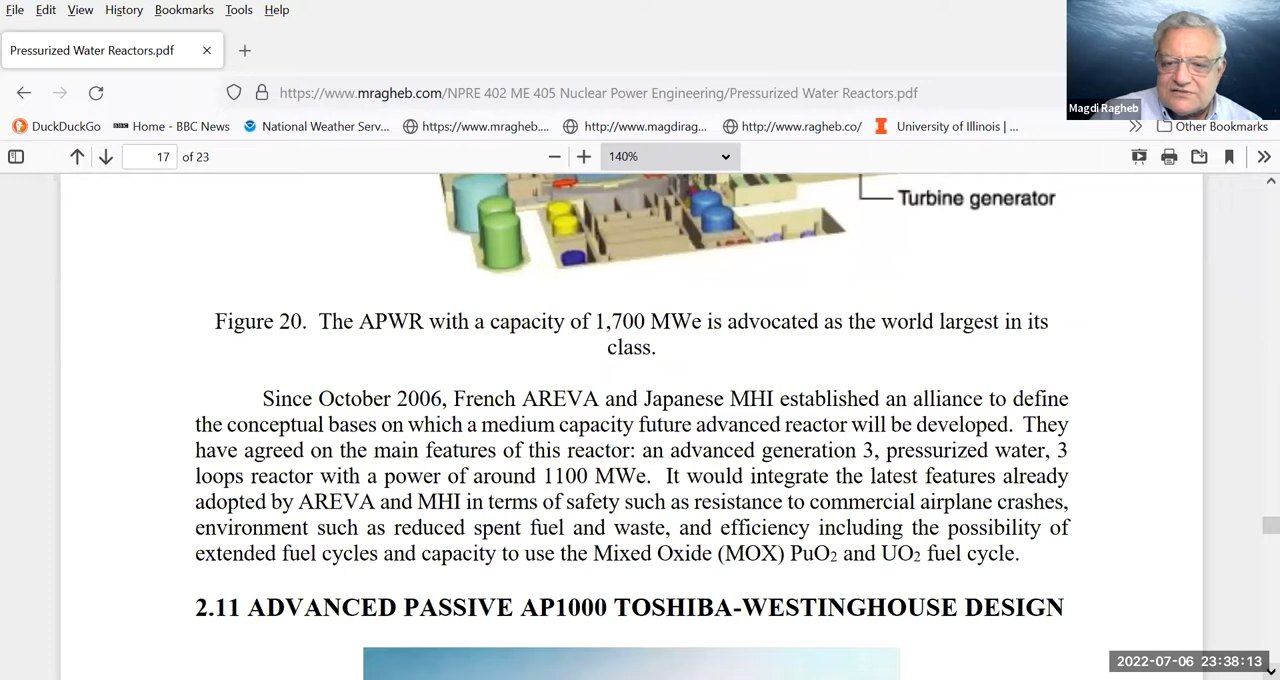 File Edit View History Bookmarks Tools Help
Pressurized Water Reactors.pdf
https://www.mragheb.com/NPRE 402 ME 405 Nuclear Power Engineering/Pressurized Water Reactors.pdf
Magdi Ragheb
DuckDuckGo BBC Home - BBC News National Weather Serv... https://www.mragheb.... http://www.magdirag... http://www.ragheb.co/ I University of Illinois |... Other Bookmarks
17 of 23 140%
Turbine generator
Figure 20. The APWR with a capacity of 1,700 MWe is advocated as the world largest in its
class.
Since October 2006, French AREVA and Japanese MHI established an alliance to define
the conceptual bases on which a medium capacity future advanced reactor will be developed. They
have agreed on the main features of this reactor: an advanced generation 3, pressurized water, 3
loops reactor with a power of around 1100 MWe. It would integrate the latest features already
adopted by AREVA and MHI in terms of safety such as resistance to commercial airplane crashes,
environment such as reduced spent fuel and waste, and efficiency including the possibility of
extended fuel cycles and capacity to use the Mixed Oxide (MOX) PuO₂ and UO₂ fuel cycle.
2.11 ADVANCED PASSIVE AP1000 TOSHIBA-WESTINGHOUSE DESIGN
2022-07-06 23:38:13